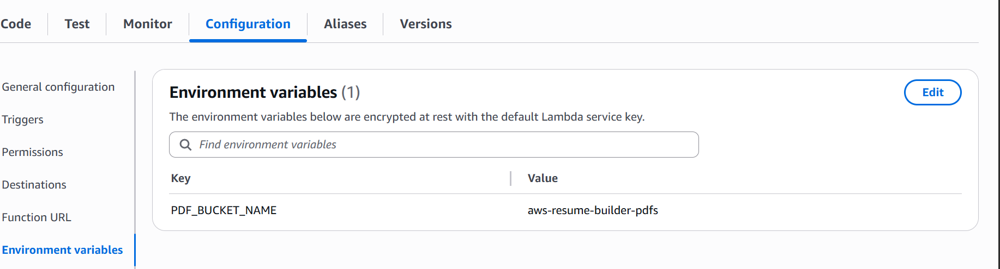 Code Test Monitor Configuration Aliases Versions
General configuration
Triggers
Permissions
Destinations
Function URL
Environment variables
Environment variables (1)
Edit
The environment variables below are encrypted at rest with the default Lambda service key.
Find environment variables
Key Value
PDF_BUCKET_NAME aws-resume-builder-pdfs